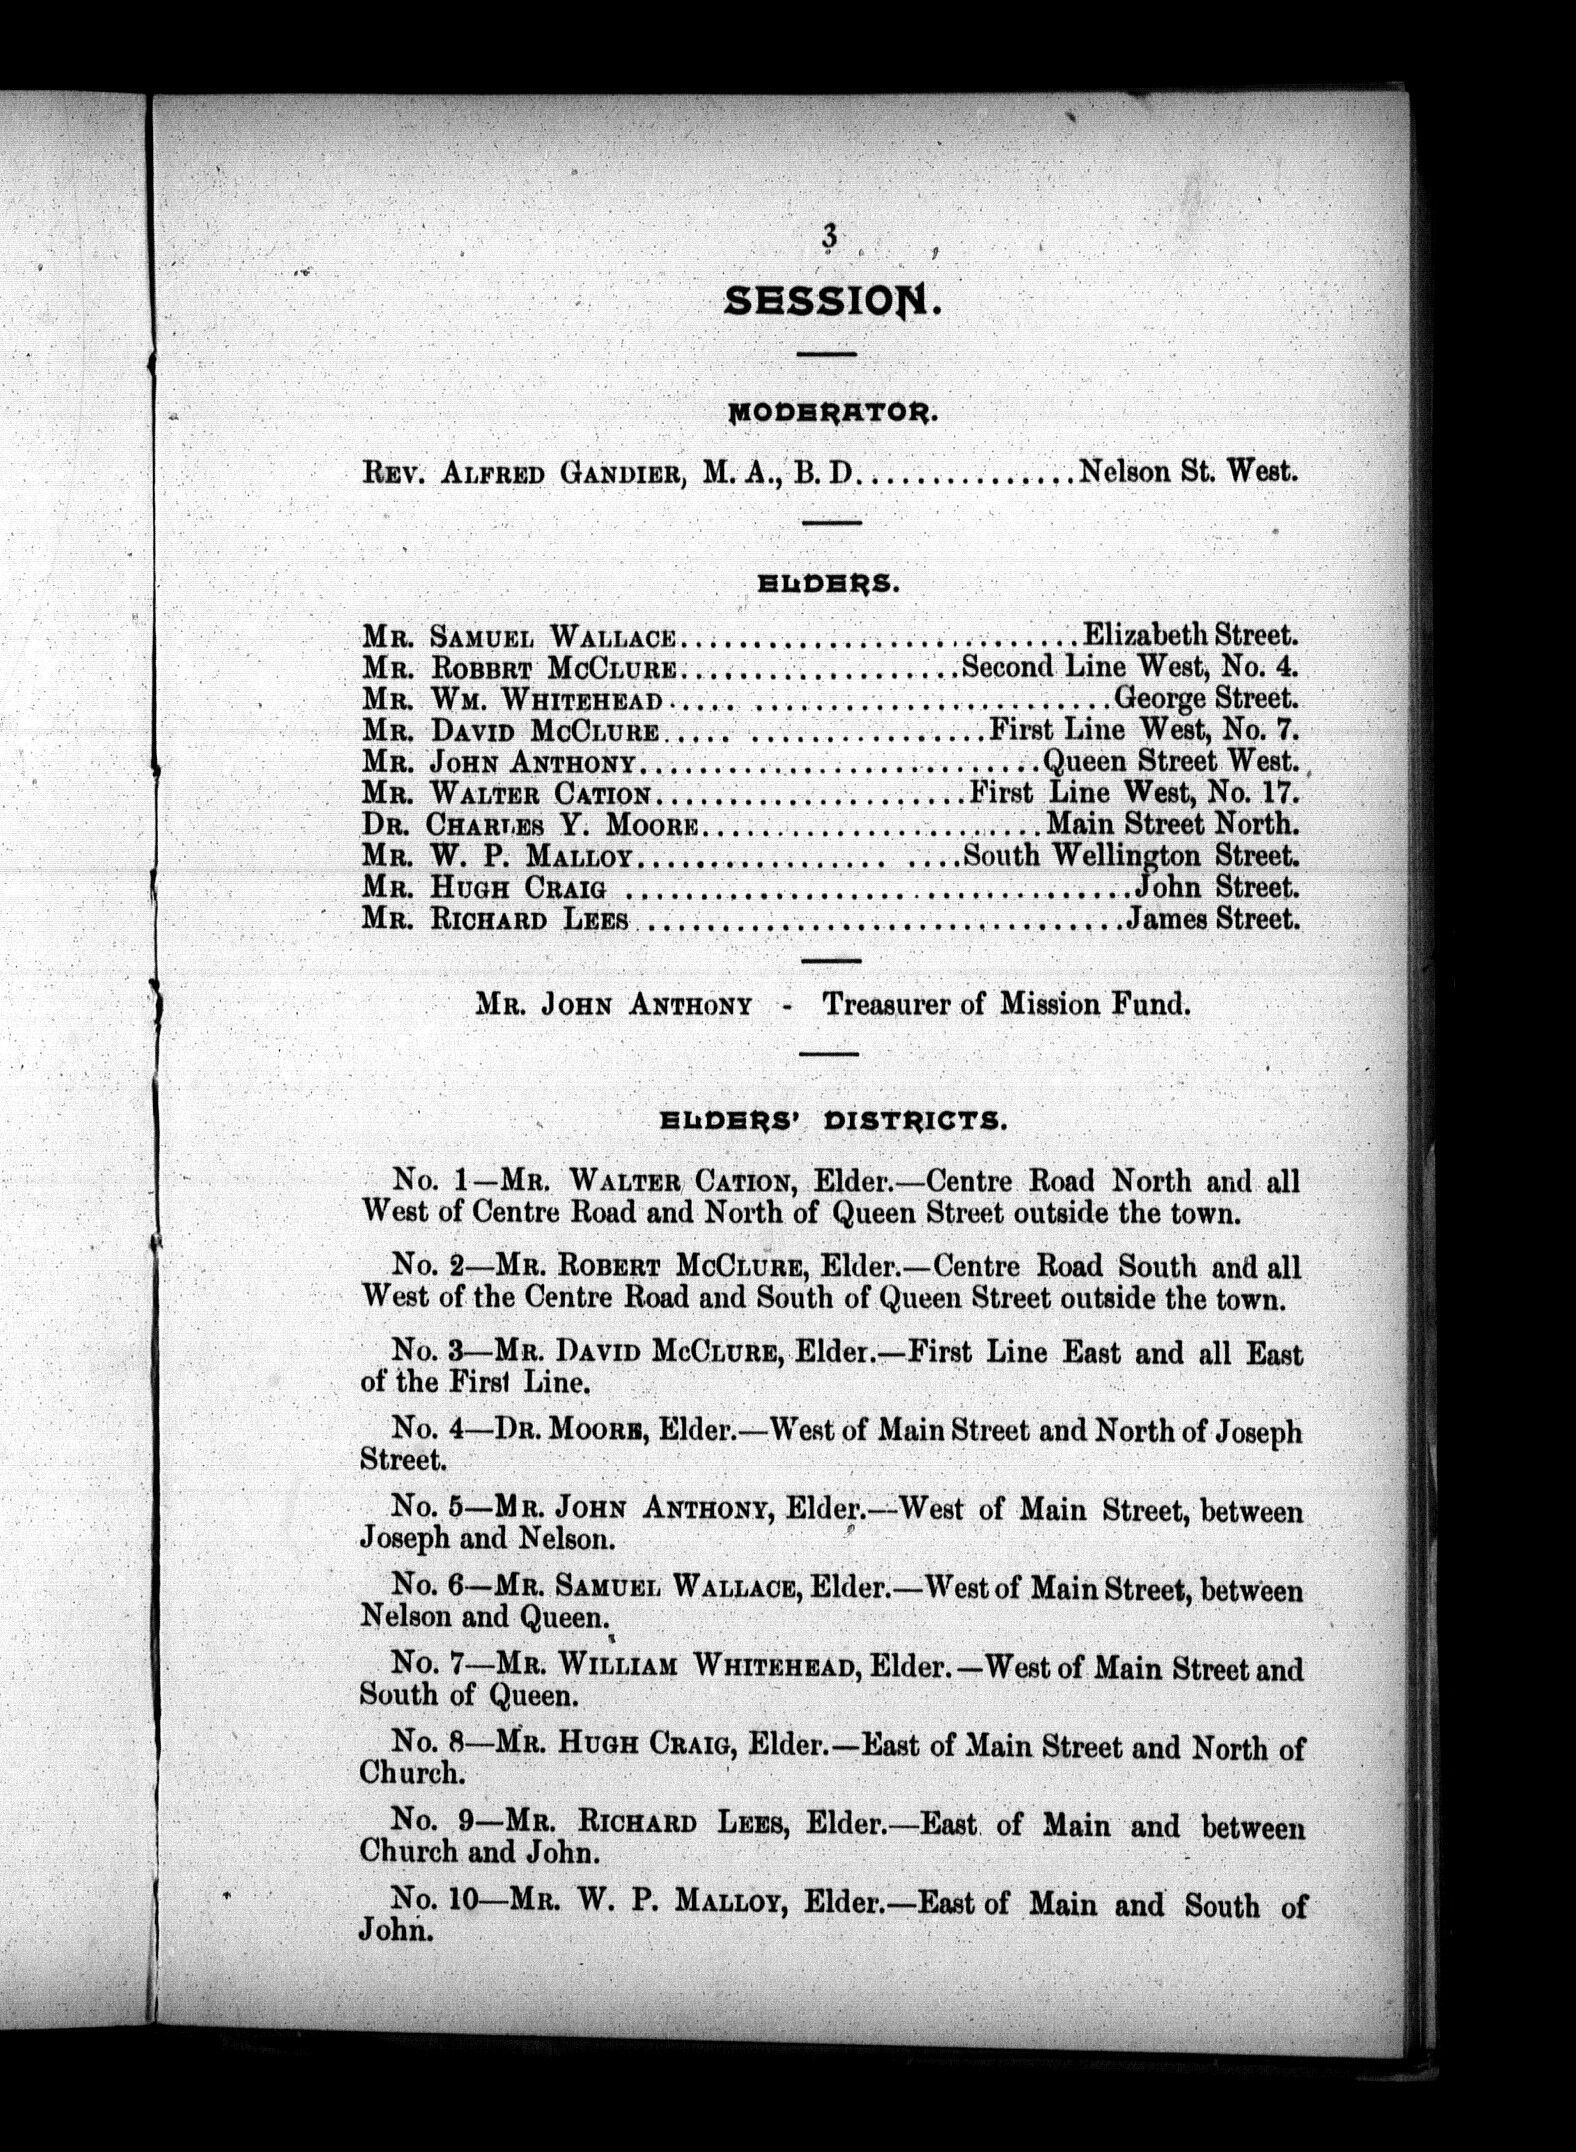 3
SESSION.
MODERATOR.
REV. ALFRED GANDIER, M. A., B. D...............Nelson St. West.
ELDERS.
MR. SAMUEL WALLACE...........................Elizabeth Street.
MR. ROBBRT MCCLURE...................Second Line West, No. 4.
MR. WM. WHITEHEAD..... ........................George Street.
MR. DAVID MCCLURE..... ................First Line West, No. 7.
MR. JOHN ANTHONY...........................Queen Street West.
MR. WALTER CATION.....................First Line West, No. 17.
DR. CHARLES Y. MOORE.......................Main Street North.
MR. W. P. MALLOY................. ....South Wellington Street.
MR. HUGH CRAIG ...................................John Street.
MR. RICHARD LEES .................................James Street.
MR. JOHN ANTHONY - Treasurer of Mission Fund.
ELDERS' DISTRICTS.
No. 1—MR. WALTER CATION, Elder.—Centre Road North and all
West of Centre Road and North of Queen Street outside the town.
No. 2—MR. ROBERT MCCLURE, Elder.—Centre Road South and all
West of the Centre Road and South of Queen Street outside the town.
No. 3—MR. DAVID MCCLURE, Elder.—First Line East and all East
of the First Line.
No. 4—DR. MOORE, Elder.—West of Main Street and North of Joseph
Street.
No. 5—MR. JOHN ANTHONY, Elder.—West of Main Street, between
Joseph and Nelson.
No. 6—MR. SAMUEL WALLACE, Elder.—West of Main Street, between
Nelson and Queen.
No. 7—MR. WILLIAM WHITEHEAD, Elder.—West of Main Street and
South of Queen.
No. 8—MR. HUGH CRAIG, Elder.—East of Main Street and North of
Church.
No. 9—MR. RICHARD LEES, Elder.—East of Main and between
Church and John.
No. 10—MR. W. P. MALLOY, Elder.—East of Main and South of
John.